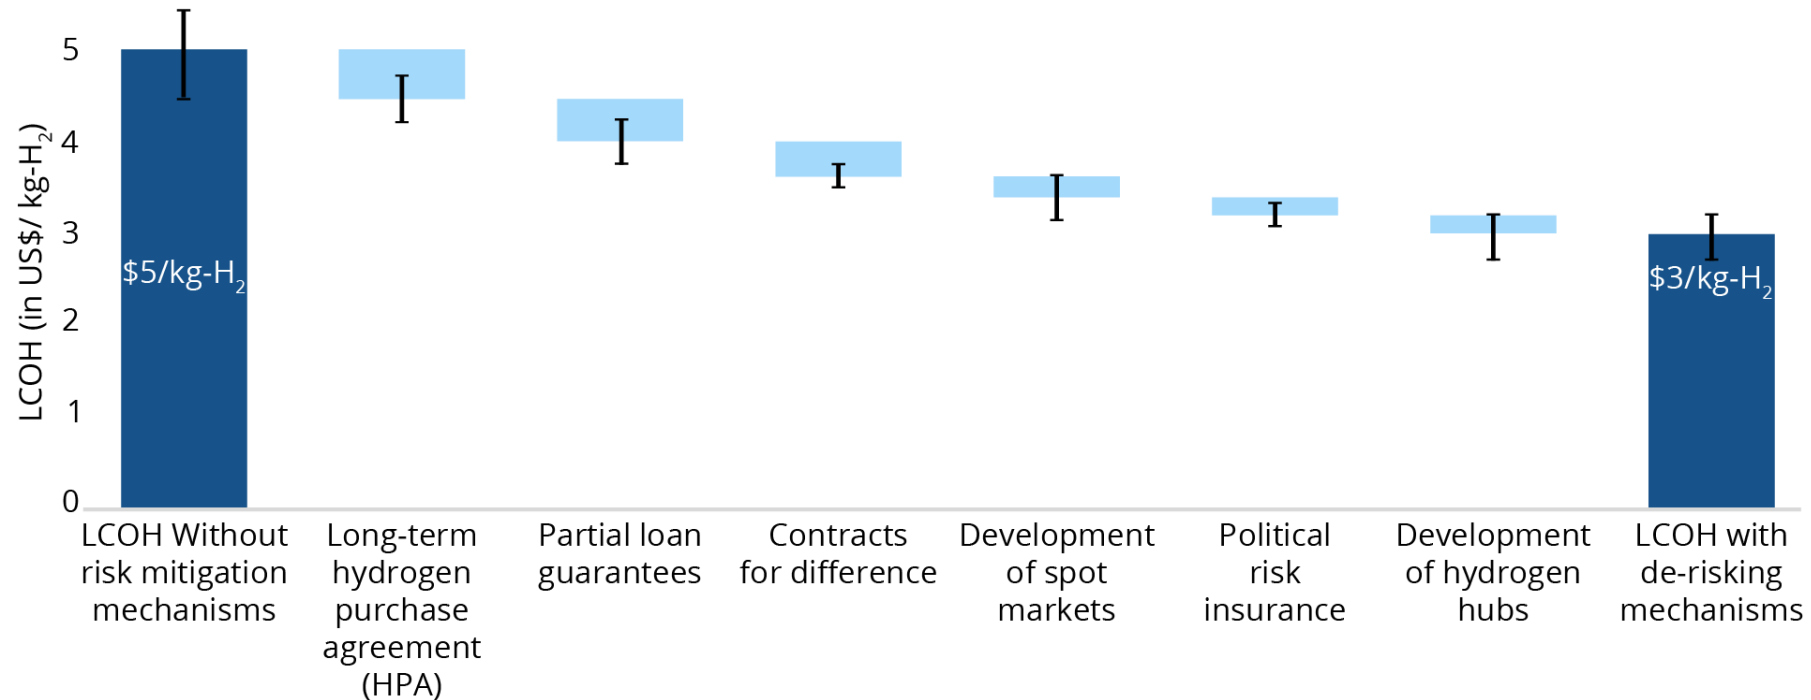 LCOH (in US$/ kg-H₂)
5
4
3
2
1
0
$5/kg-H₂
$3/kg-H₂
LCOH Without
risk mitigation
mechanisms
Long-term
hydrogen
purchase
agreement
(HPA)
Partial loan
guarantees
Contracts
for difference
Development
of spot
markets
Political
risk
insurance
Development
of hydrogen
hubs
LCOH with
de-risking
mechanisms